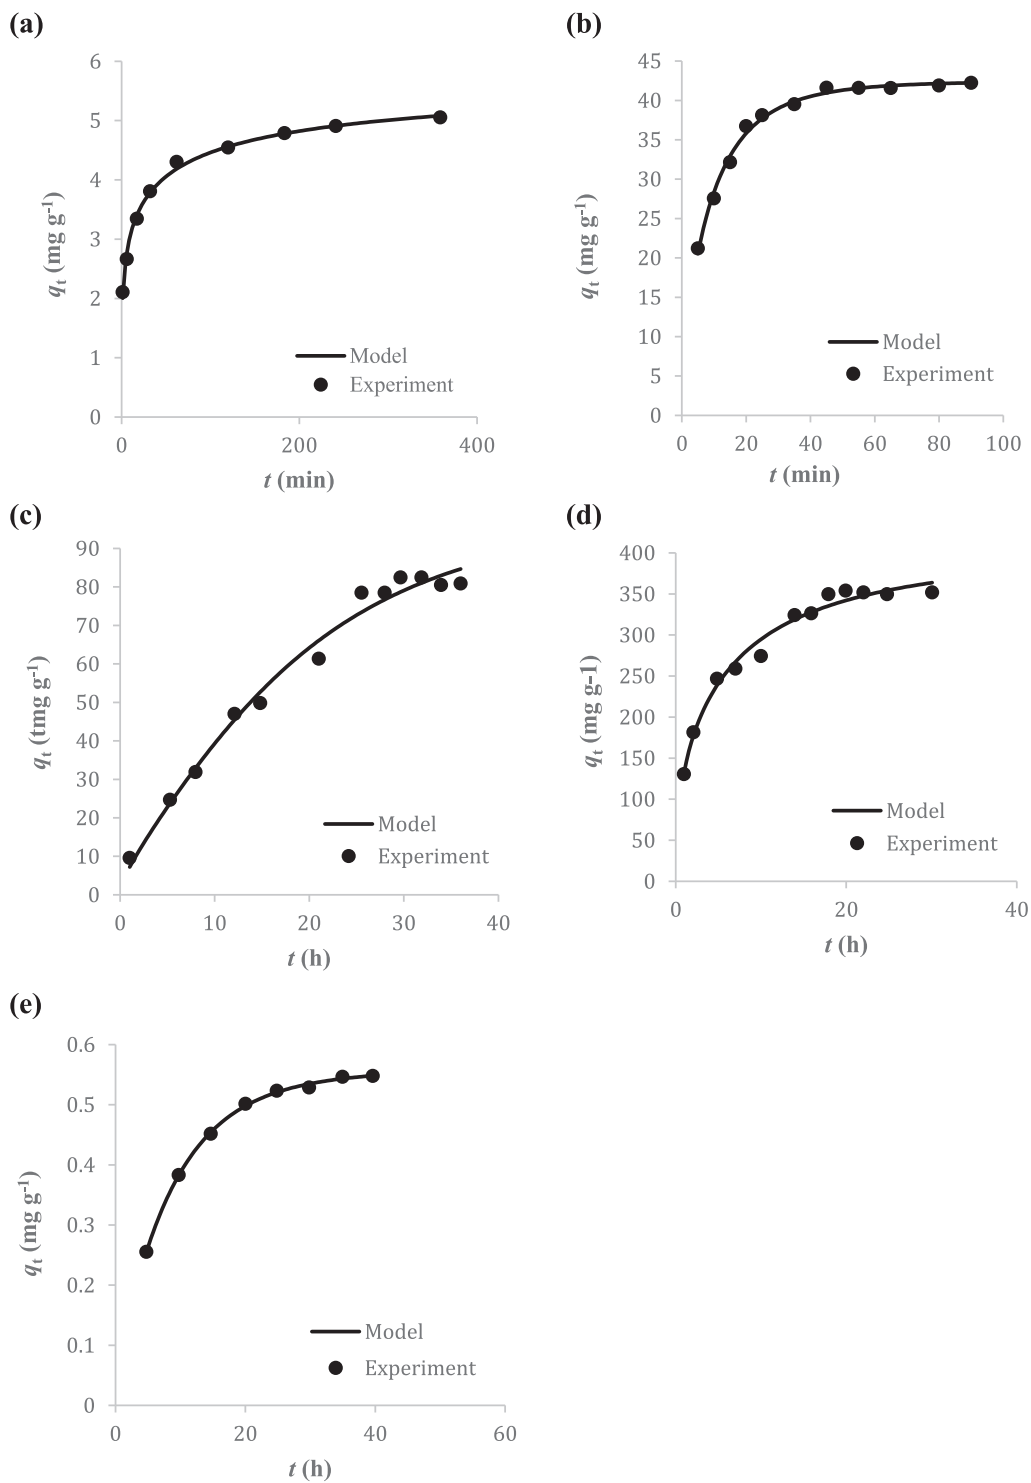 (a)
6
5
4
3
2
1
0
qt (mg g-1)
Model
Experiment
0 200 400
t (min)
(b)
45
40
35
30
25
20
15
10
5
0
qt (mg g-1)
Model
Experiment
0 20 40 60 80 100
t (min)
(c)
90
80
70
60
50
40
30
20
10
0
qt (tmg g-1)
Model
Experiment
0 10 20 30 40
t (h)
(d)
400
350
300
250
200
150
100
50
0
qt (mg g-1)
Model
Experiment
0 20 40
t (h)
(e)
0.6
0.5
0.4
0.3
0.2
0.1
0
qt (mg g-1)
Model
Experiment
0 20 40 60
t (h)